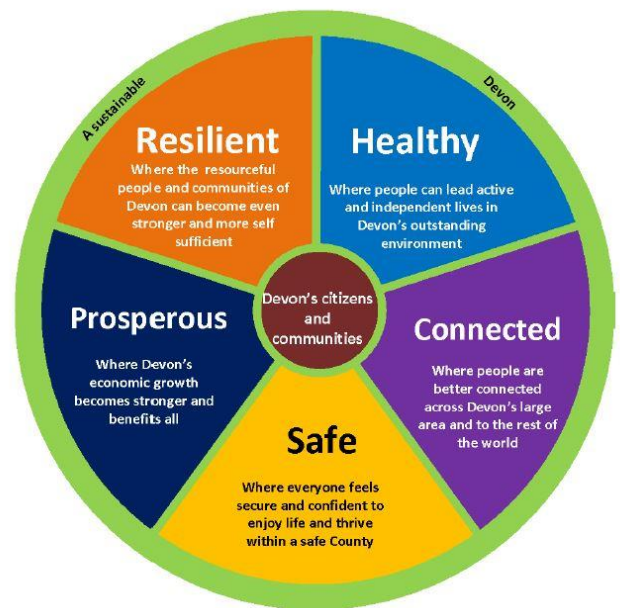 A sustainable
Devon
Resilient
Where the resourceful
people and communities of
Devon can become even
stronger and more self
sufficient
Healthy
Where people can lead active
and independent lives in
Devon's outstanding
environment
Devon's citizens
and
communities
Prosperous
Where Devon's
economic growth
becomes stronger and
benefits all
Connected
Where people are
better connected
across Devon's large
area and to the rest of
the world
Safe
Where everyone feels
secure and confident to
enjoy life and thrive
within a safe County